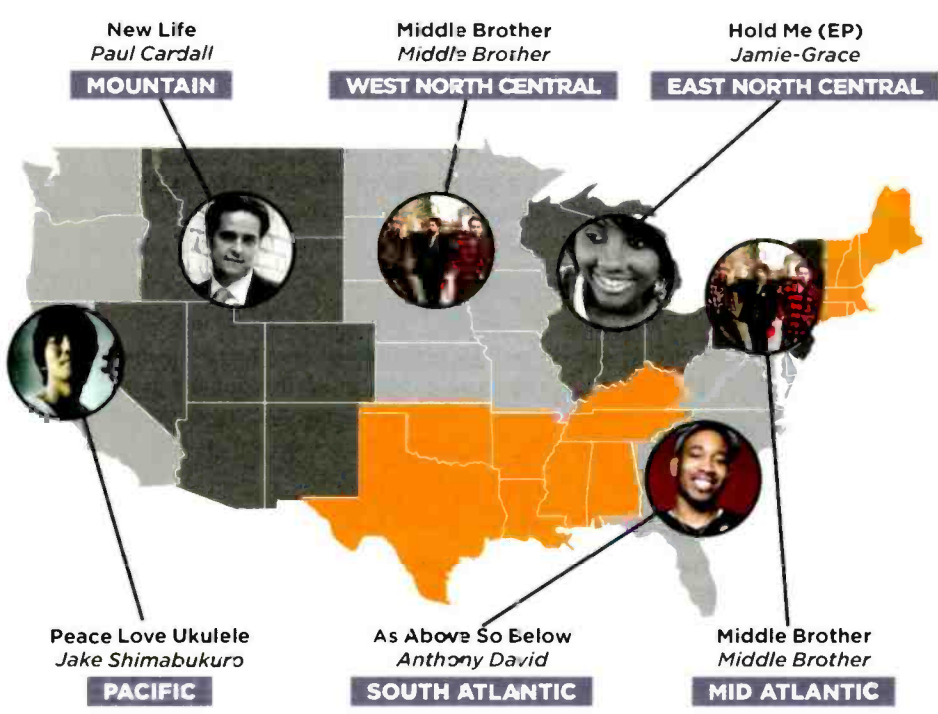 New Life
Paul Cardall
MOUNTAIN
Middle Brother
Middle Brother
WEST NORTH CENTRAL
Hold Me (EP)
Jamie-Grace
EAST NORTH CENTRAL
Peace Love Ukulele
Jake Shimabukuro
PACIFIC
As Above So Below
Anthony David
SOUTH ATLANTIC
Middle Brother
Middle Brother
MID ATLANTIC